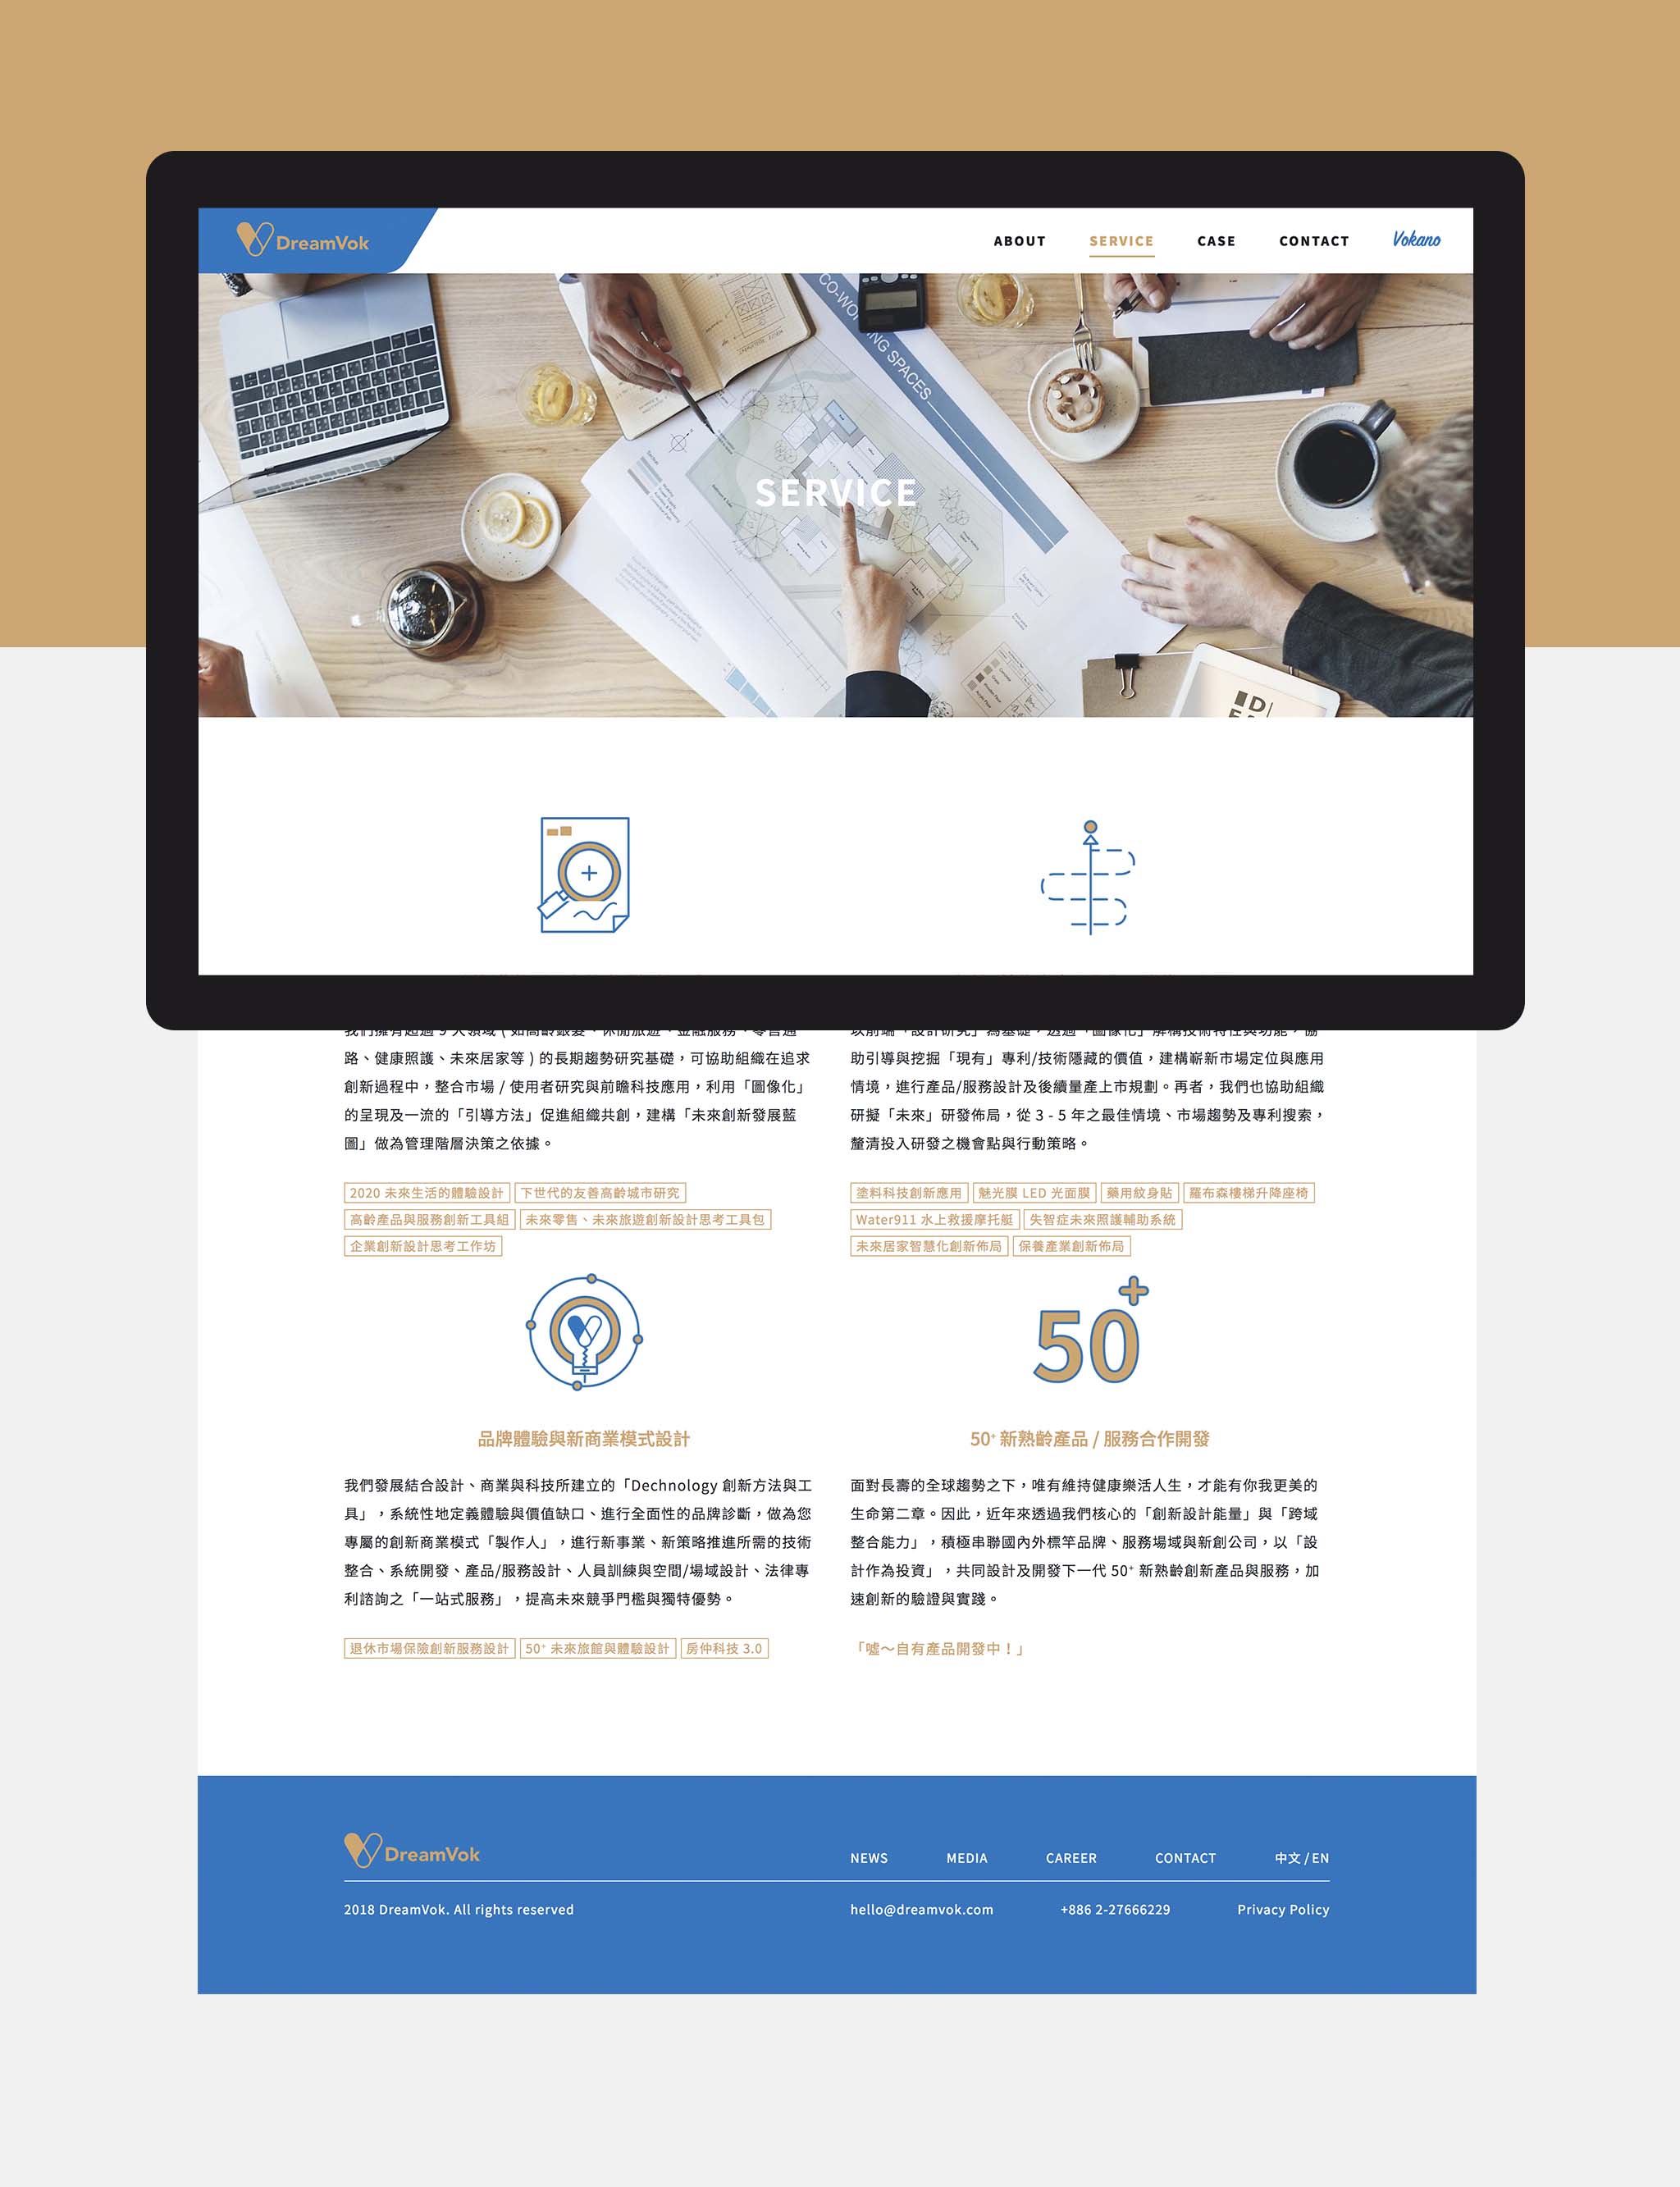 DreamVok
ABOUT SERVICE CASE CONTACT Vokano
CO-WORKING SPACES
SERVICE
路、健康照護、未來居家等 ) 的長期趨勢研究基礎，可協助組織在追求
創新過程中，整合市場 / 使用者研究與前瞻科技應用，利用「圖像化」
的呈現及一流的「引導方法」促進組織共創，建構「未來創新發展藍
圖」做為管理階層決策之依據。
2020 未來生活的體驗設計 下世代的友善高齡城市研究
高齡產品與服務創新工具組 未來零售、未來旅遊創新設計思考工具包
企業創新設計思考工作坊
助引導與挖掘「現有」專利/技術隱藏的價值，建構嶄新市場定位與應用
情境，進行產品/服務設計及後續量產上市規劃。再者，我們也協助組織
研擬「未來」研發佈局，從 3 - 5 年之最佳情境、市場趨勢及專利搜索，
釐清投入研發之機會點與行動策略。
塗料科技創新應用 魅光膜 LED 光面膜 藥用紋身貼 羅布森樓梯升降座椅
Water911 水上救援摩托艇 失智症未來照護輔助系統
未來居家智慧化創新佈局 保養產業創新佈局
50+
品牌體驗與新商業模式設計
我們發展結合設計、商業與科技所建立的「Dechnology 創新方法與工
具」，系統性地定義體驗與價值缺口、進行全面性的品牌診斷，做為您
專屬的創新商業模式「製作人」，進行新事業、新策略推進所需的技術
整合、系統開發、產品/服務設計、人員訓練與空間/場域設計、法律專
利諮詢之「一站式服務」，提高未來競爭門檻與獨特優勢。
退休市場保險創新服務設計 50+ 未來旅館與體驗設計 房仲科技 3.0
50+ 新熟齡產品 / 服務合作開發
面對長壽的全球趨勢之下，唯有維持健康樂活人生，才能有你我更美的
生命第二章。因此，近年來透過我們核心的「創新設計能量」與「跨域
整合能力」，積極串聯國內外標竿品牌、服務場域與新創公司，以「設
計作為投資」，共同設計及開發下一代 50+ 新熟齡創新產品與服務，加
速創新的驗證與實踐。
「噓～自有產品開發中！」
DreamVok
NEWS MEDIA CAREER CONTACT 中文 / EN
2018 DreamVok. All rights reserved
hello@dreamvok.com +886 2-27666229 Privacy Policy